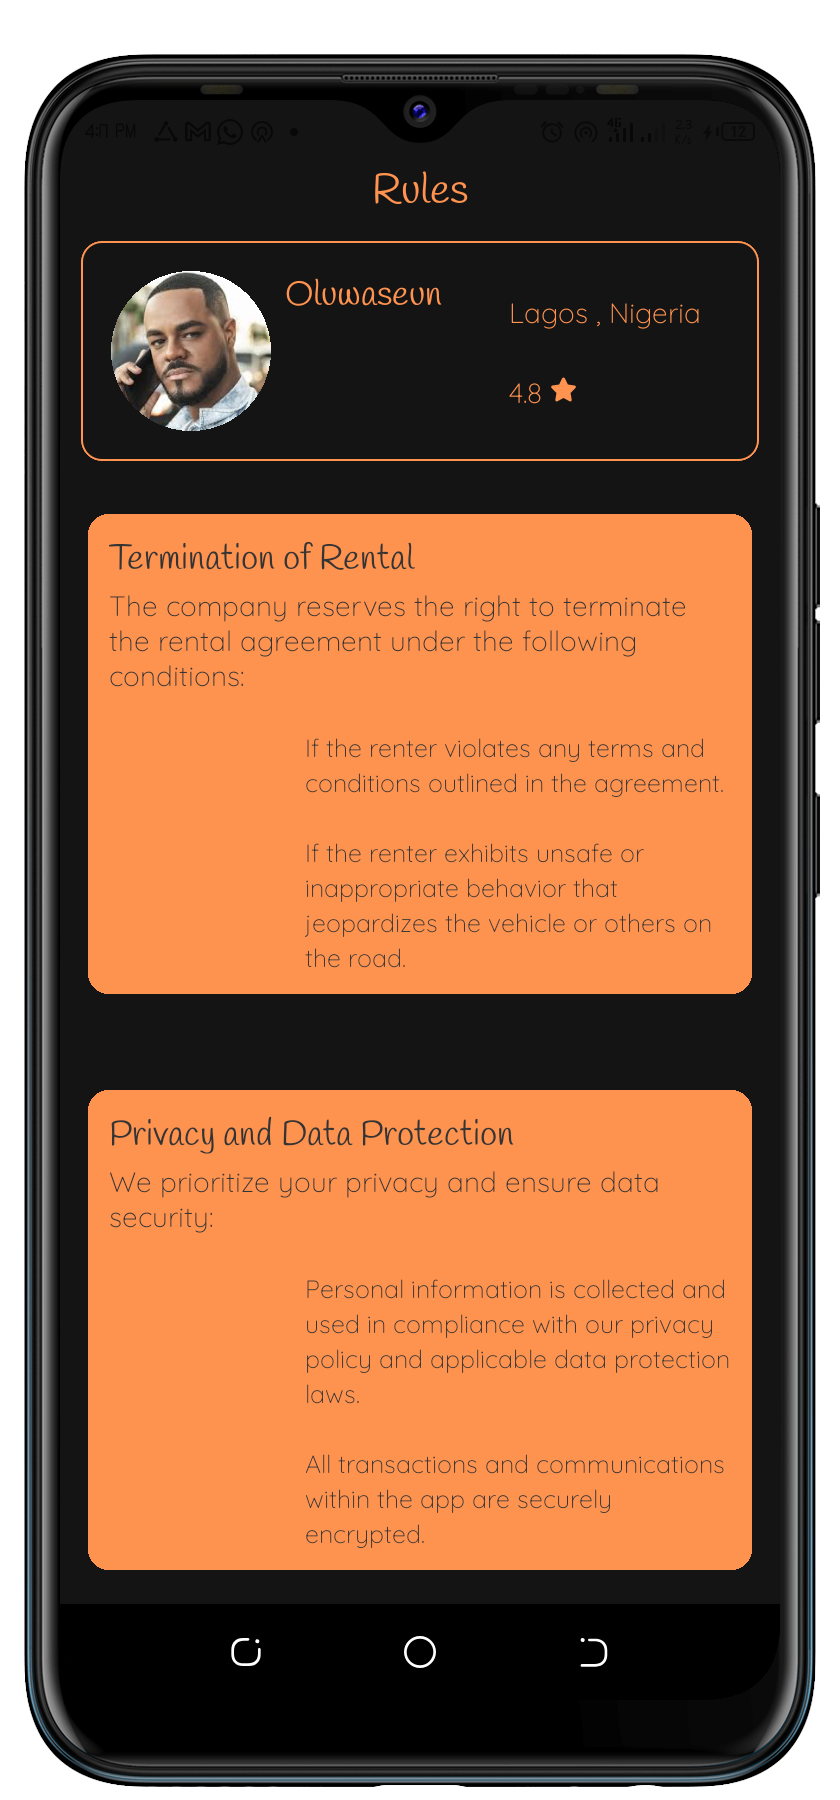 4:17 PM
4G
2.3
K/s
12
Rules
Oluwaseun
Lagos , Nigeria
4.8
Termination of Rental
The company reserves the right to terminate
the rental agreement under the following
conditions:
If the renter violates any terms and
conditions outlined in the agreement.
If the renter exhibits unsafe or
inappropriate behavior that
jeopardizes the vehicle or others on
the road.
Privacy and Data Protection
We prioritize your privacy and ensure data
security:
Personal information is collected and
used in compliance with our privacy
policy and applicable data protection
laws.
All transactions and communications
within the app are securely
encrypted.